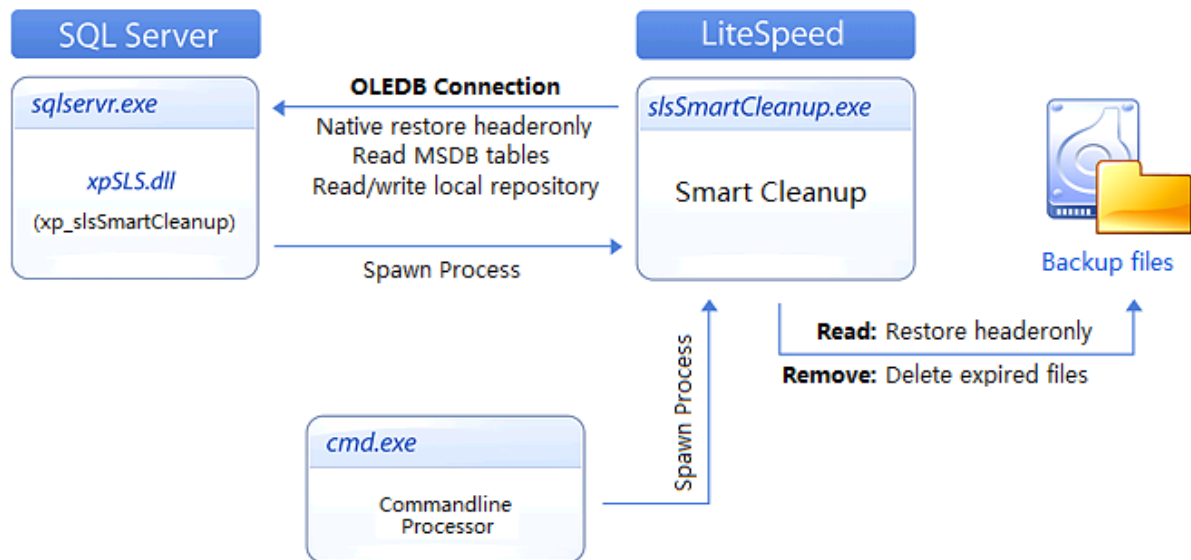 SQL Server
LiteSpeed
sqlservr.exe
xpSLS.dll
(xp_slsSmartCleanup)
OLEDB Connection
Native restore headeronly
Read MSDB tables
Read/write local repository
Spawn Process
slsSmartCleanup.exe
Smart Cleanup
Backup files
Read: Restore headeronly
Remove: Delete expired files
Spawn Process
cmd.exe
Commandline
Processor